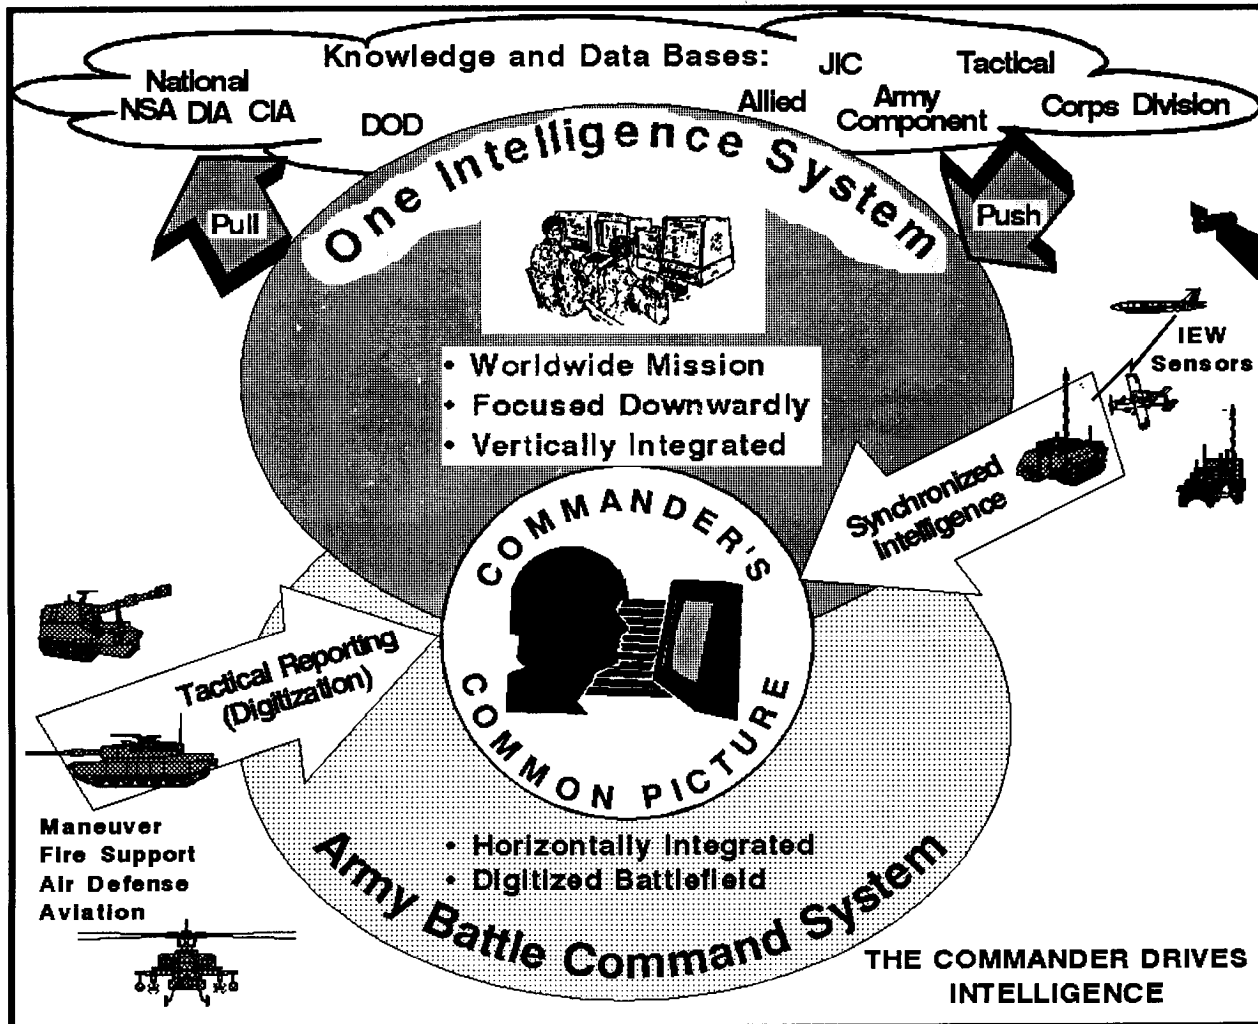 Knowledge and Data Bases:
JIC
Tactical
National
NSA DIA CIA
DOD
Allied
Army
Component
Corps Division
One Intelligence System
Pull
Push
• Worldwide Mission
• Focused Downwardly
• Vertically Integrated
IEW
Sensors
Synchronized
Intelligence
COMMANDER'S
COMMON PICTURE
Tactical Reporting
(Digitization)
Maneuver
Fire Support
Air Defense
Aviation
• Horizontally Integrated
• Digitized Battlefield
Army Battle Command System
THE COMMANDER DRIVES
INTELLIGENCE